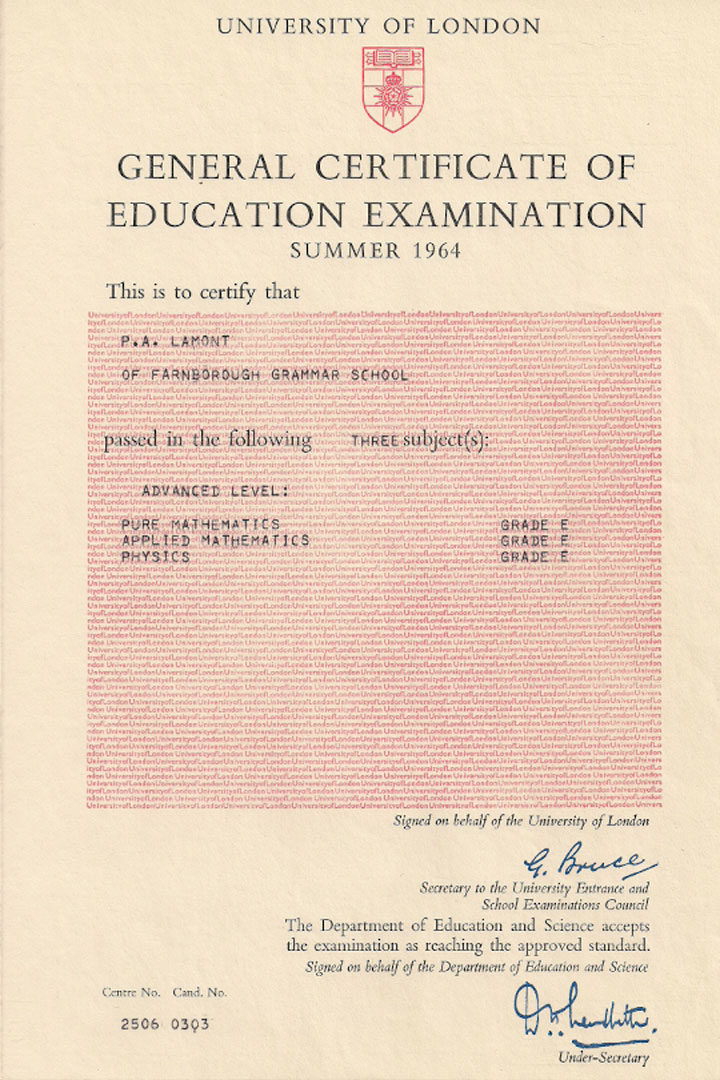 UNIVERSITY OF LONDON
GENERAL CERTIFICATE OF
EDUCATION EXAMINATION
SUMMER 1964
This is to certify that
P.A. LAMONT
OF FARNBOROUGH GRAMMAR SCHOOL
passed in the following THREE subject(s):
ADVANCED LEVEL:
PURE MATHEMATICS GRADE E
APPLIED MATHEMATICS GRADE E
PHYSICS GRADE E
Signed on behalf of the University of London
G. Bruce
Secretary to the University Entrance and
School Examinations Council
The Department of Education and Science accepts
the examination as reaching the approved standard.
Signed on behalf of the Department of Education and Science
Centre No. Cand. No.
2506 0303
Under-Secretary